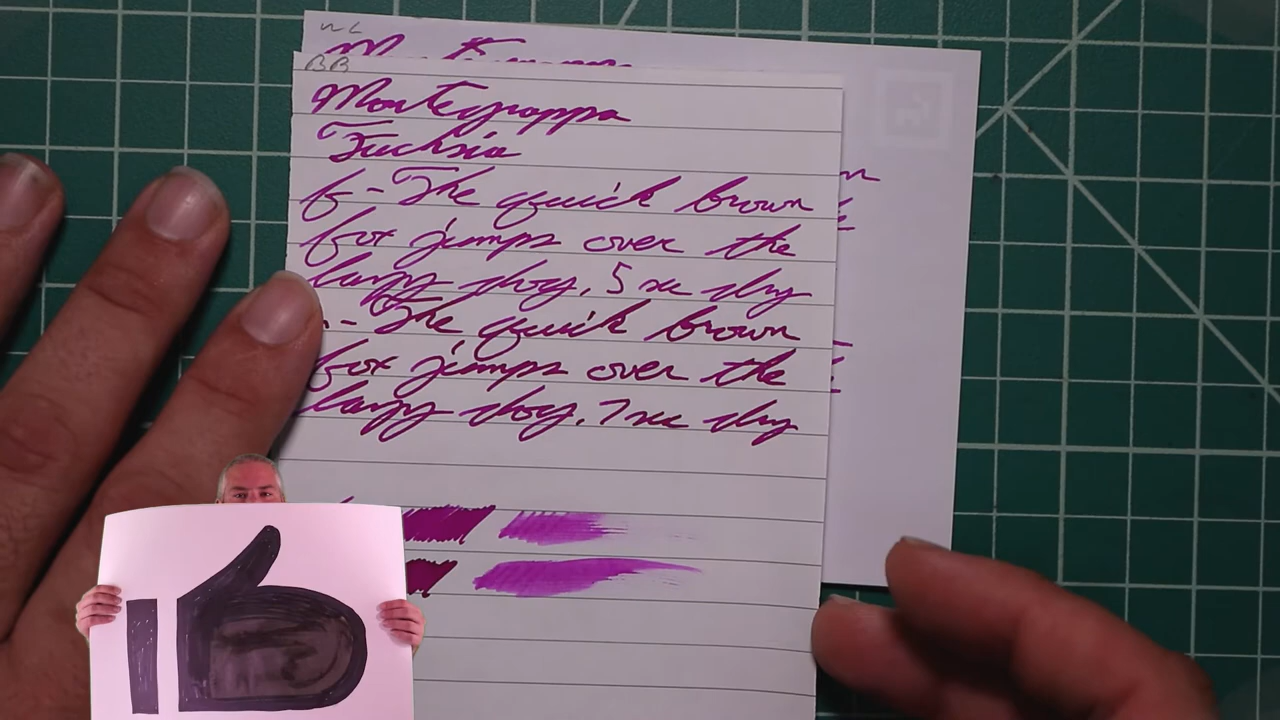 BB
Montegrappa
Fuchsia
f - The quick brown
fox jumps over the
lazy dog. 5 sec dry
- The quick brown
fox jumps over the
lazy dog. 7 sec dry